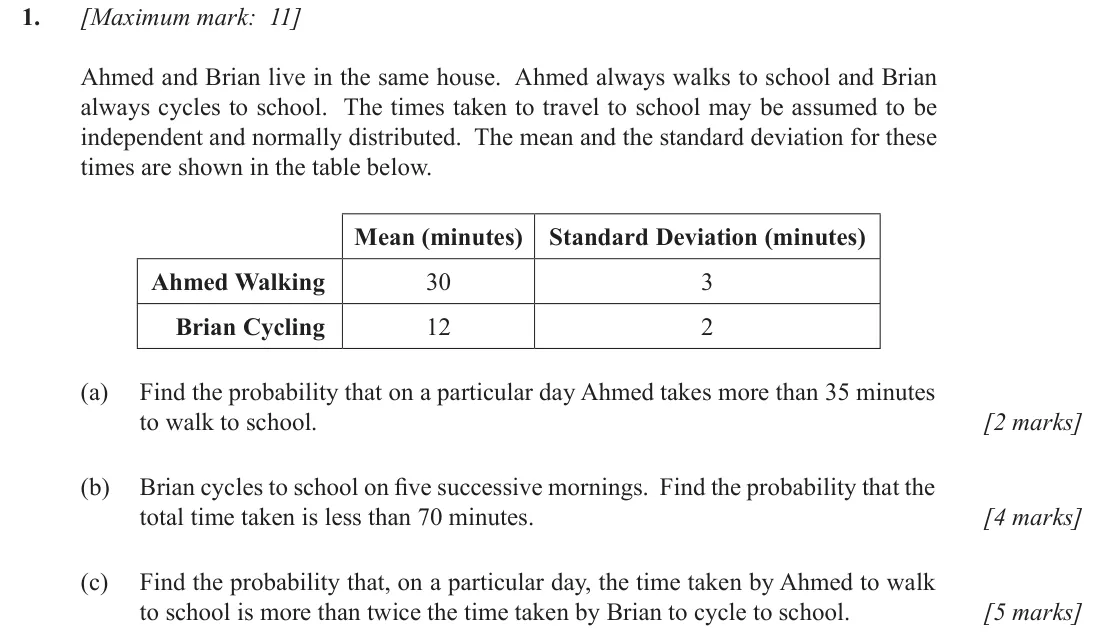 1. [Maximum mark: 11]
Ahmed and Brian live in the same house. Ahmed always walks to school and Brian
always cycles to school. The times taken to travel to school may be assumed to be
independent and normally distributed. The mean and the standard deviation for these
times are shown in the table below.
Mean (minutes) Standard Deviation (minutes)
Ahmed Walking 30 3
Brian Cycling 12 2
(a) Find the probability that on a particular day Ahmed takes more than 35 minutes
to walk to school. [2 marks]
(b) Brian cycles to school on five successive mornings. Find the probability that the
total time taken is less than 70 minutes. [4 marks]
(c) Find the probability that, on a particular day, the time taken by Ahmed to walk
to school is more than twice the time taken by Brian to cycle to school. [5 marks]